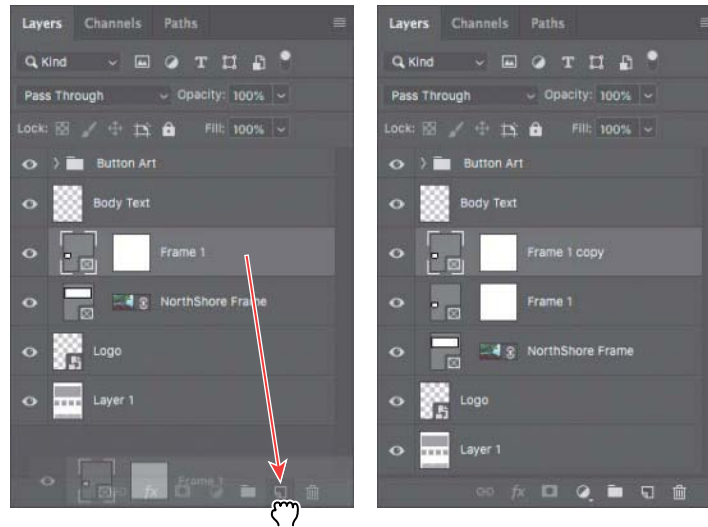 Layers Channels Paths
Kind
Pass Through Opacity: 100%
Lock: Fill: 100%
Button Art
Body Text
Frame 1
NorthShore Frame
Logo
Layer 1
Frame 1
fx
Layers Channels Paths
Kind
Pass Through Opacity: 100%
Lock: Fill: 100%
Button Art
Body Text
Frame 1 copy
Frame 1
NorthShore Frame
Logo
Layer 1
fx